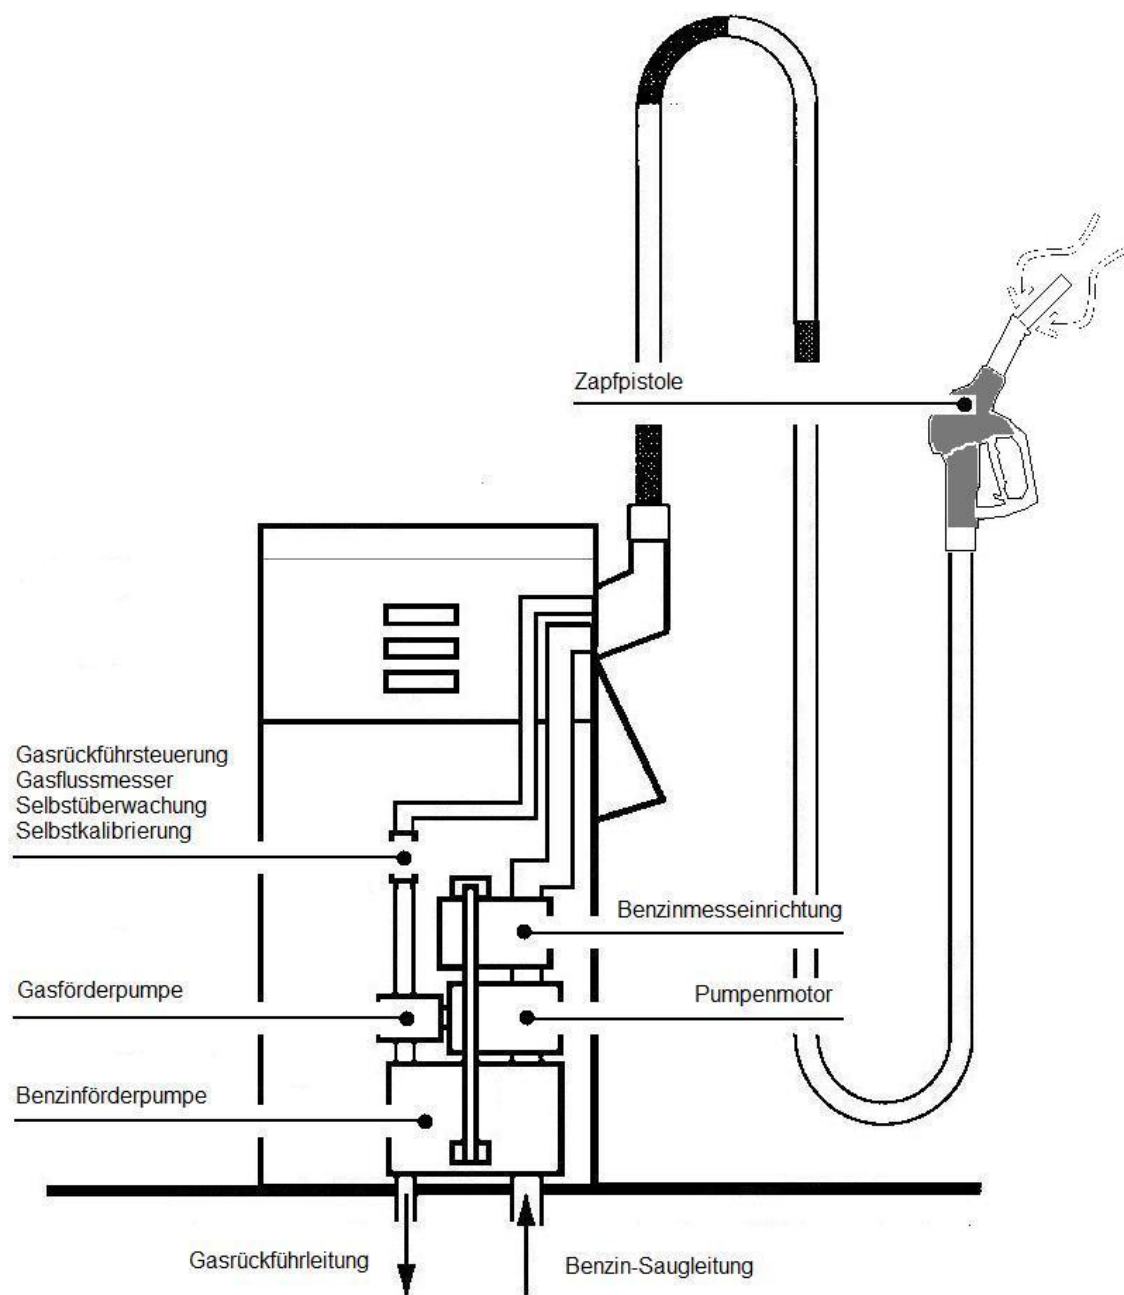 Zapfpistole
Gasrückführsteuerung
Gasflussmesser
Selbstüberwachung
Selbstkalibrierung
Benzinmesseinrichtung
Gasförderpumpe
Pumpenmotor
Benzinförderpumpe
Gasrückführleitung
Benzin-Saugleitung